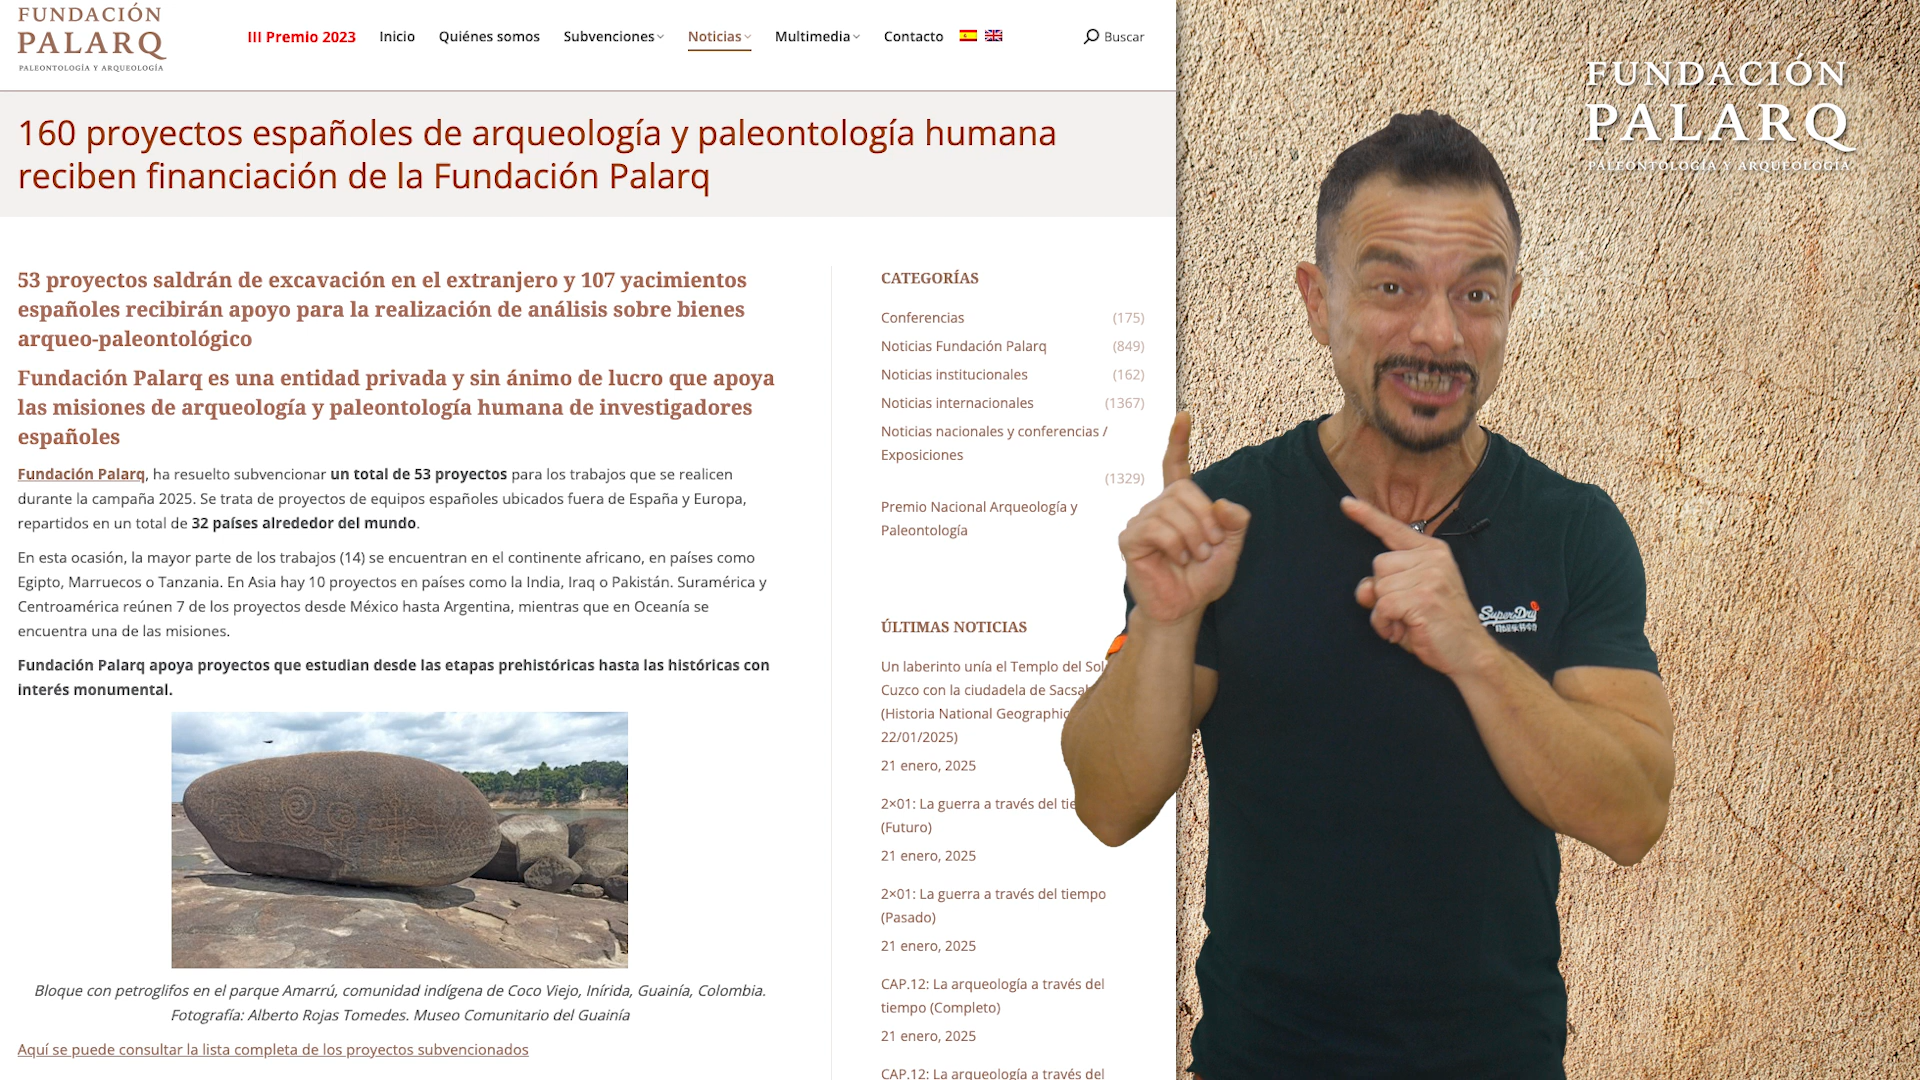 FUNDACIÓN
PALARQ
PALEONTOLOGÍA Y ARQUEOLOGÍA
III Premio 2023 Inicio Quiénes somos Subvenciones Noticias Multimedia Contacto Buscar
160 proyectos españoles de arqueología y paleontología humana
reciben financiación de la Fundación Palarq
53 proyectos saldrán de excavación en el extranjero y 107 yacimientos
españoles recibirán apoyo para la realización de análisis sobre bienes
arqueo-paleontológico
Fundación Palarq es una entidad privada y sin ánimo de lucro que apoya
las misiones de arqueología y paleontología humana de investigadores
españoles
Fundación Palarq, ha resuelto subvencionar un total de 53 proyectos para los trabajos que se realicen
durante la campaña 2025. Se trata de proyectos de equipos españoles ubicados fuera de España y Europa,
repartidos en un total de 32 países alrededor del mundo.
En esta ocasión, la mayor parte de los trabajos (14) se encuentran en el continente africano, en países como
Egipto, Marruecos o Tanzania. En Asia hay 10 proyectos en países como la India, Iraq o Pakistán. Suramérica y
Centroamérica reúnen 7 de los proyectos desde México hasta Argentina, mientras que en Oceanía se
encuentra una de las misiones.
Fundación Palarq apoya proyectos que estudian desde las etapas prehistóricas hasta las históricas con
interés monumental.
Bloque con petroglifos en el parque Amarrú, comunidad indígena de Coco Viejo, Inírida, Guainía, Colombia.
Fotografía: Alberto Rojas Tomedes. Museo Comunitario del Guainía
Aquí se puede consultar la lista completa de los proyectos subvencionados
CATEGORÍAS
Conferencias (175)
Noticias Fundación Palarq (849)
Noticias institucionales (162)
Noticias internacionales (1367)
Noticias nacionales y conferencias /
Exposiciones
(1329)
Premio Nacional Arqueología y
Paleontología
ÚLTIMAS NOTICIAS
Un laberinto unía el Templo del Sol
Cuzco con la ciudadela de
(Historia National Geographic
22/01/2025)
21 enero, 2025
2×01: La guerra a través del
(Futuro)
21 enero, 2025
2×01: La guerra a través del tiempo
(Pasado)
21 enero, 2025
CAP.12: La arqueología a través del
tiempo (Completo)
21 enero, 2025
CAP.12: La arqueología a través del
FUNDACIÓN
PALARQ
PALEONTOLOGÍA Y ARQUEOLOGÍA
SuperDry